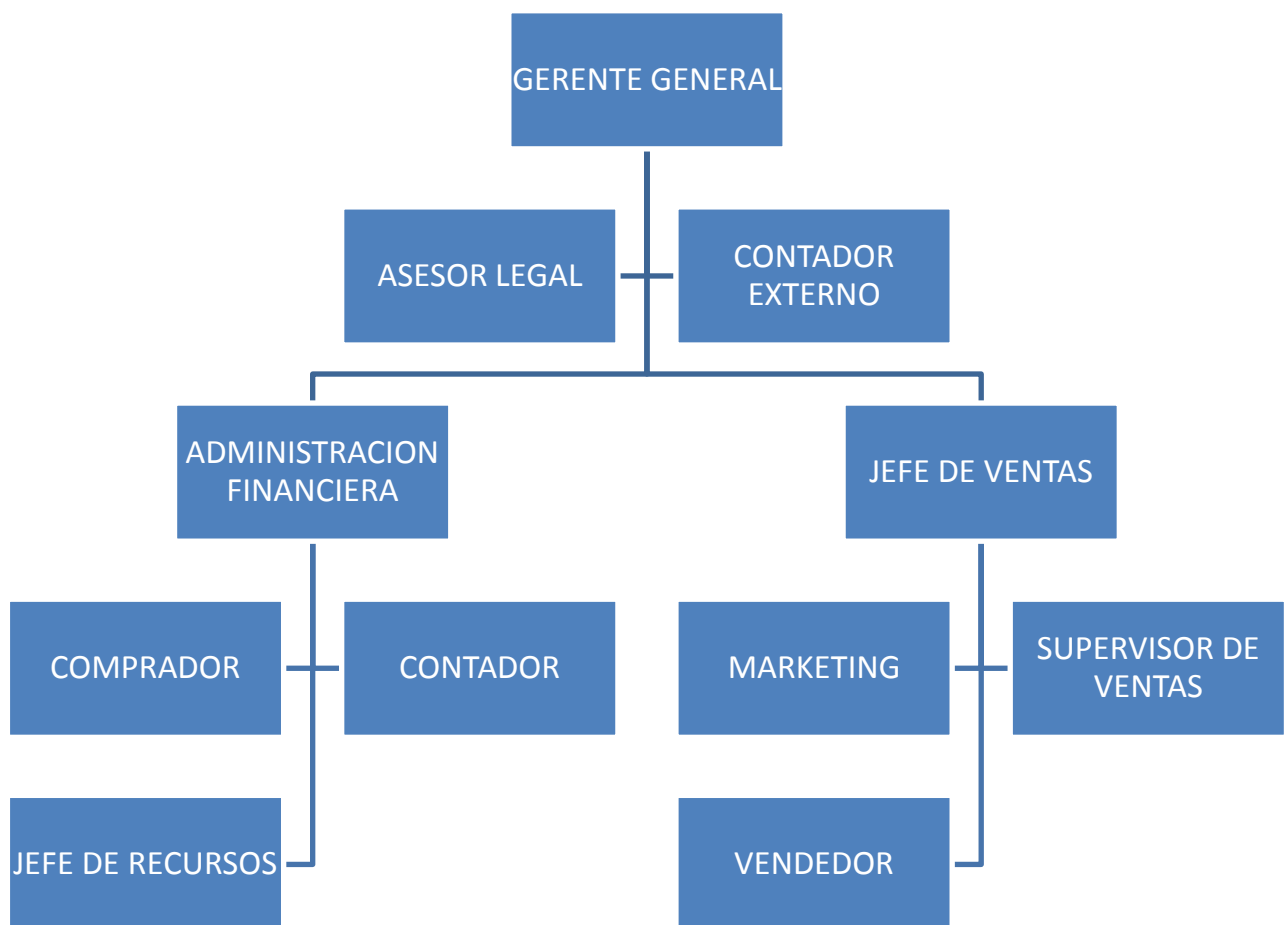 GERENTE GENERAL
ASESOR LEGAL
CONTADOR
EXTERNO
ADMINISTRACION
FINANCIERA
JEFE DE VENTAS
COMPRADOR
CONTADOR
MARKETING
SUPERVISOR DE
VENTAS
JEFE DE RECURSOS
VENDEDOR